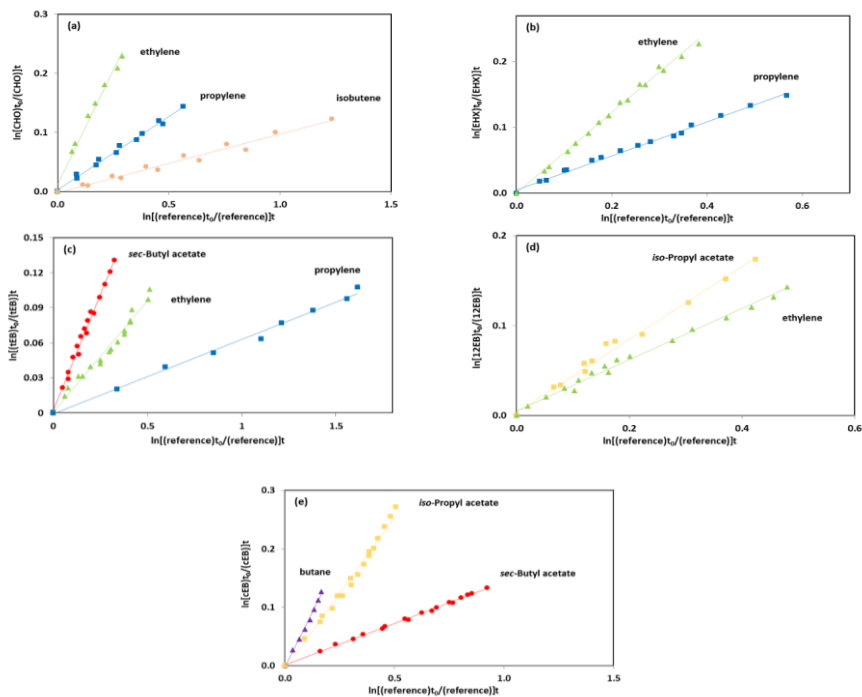 (a)
ethylene
propylene
isobutene
ln[CHO)t₀/(CHO)]t
0.3
0.2
0.1
0.0
0.0
0.5
1.0
1.5
ln[(reference)t₀/(reference)]t
(b)
ethylene
propylene
ln[EHX)t₀/(EHX)]t
0.2
0.1
0.0
0.0
0.2
0.4
0.6
ln[(reference)t₀/(reference)]t
(c)
sec-Butyl acetate
ethylene
propylene
ln[(tEB)t₀/(tEB)]t
0.15
0.12
0.09
0.06
0.03
0
0
0.5
1.0
1.5
ln[(reference)t₀/(reference)]t
(d)
iso-Propyl acetate
ethylene
ln[12EB]t₀/(12EB)]t
0.2
0.1
0.0
0.0
0.2
0.4
0.6
ln[(reference)t₀/(reference)]t
(e)
iso-Propyl acetate
butane
sec-Butyl acetate
ln[cEB)t₀/(cEB)]t
0.3
0.2
0.1
0.0
0.0
0.5
1.0
1.5
ln[(reference)t₀/(reference)]t